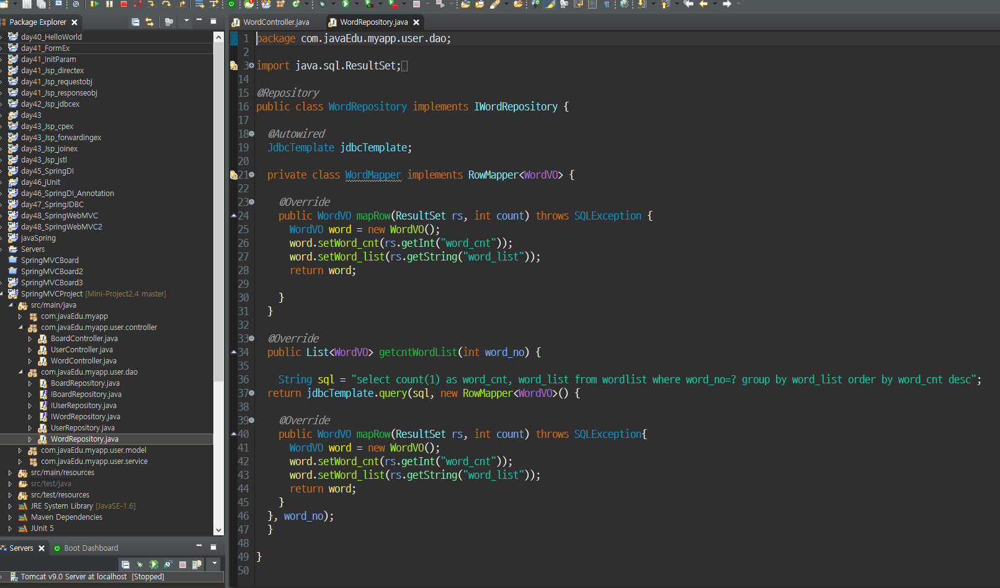 Package Explorer
day40_HelloWorld
day41_FormEx
day41_InitParam
day41_Jsp_directex
day41_Jsp_requestobj
day41_Jsp_responseobj
day42_Jsp_jdbcex
day43
day43_Jsp_cpex
day43_Jsp_forwardingex
day43_Jsp_joinex
day43_Jsp_jstl
day45_SpringDI
day46_jUnit
day46_SpringDI_Annotation
day47_SpringJDBC
day48_SpringWebMVC
day48_SpringWebMVC2
javaSpring
Servers
SpringMVCBoard
SpringMVCBoard2
SpringMVCBoard3
SpringMVCProject [Mini-Project2.4 master]
src/main/java
com.javaEdu.myapp
com.javaEdu.myapp.user.controller
BoardController.java
UserController.java
WordController.java
com.javaEdu.myapp.user.dao
BoardRepository.java
IBoardRepository.java
IUserRepository.java
IWordRepository.java
UserRepository.java
WordRepository.java
com.javaEdu.myapp.user.model
com.javaEdu.myapp.user.service
src/main/resources
src/test/java
src/test/resources
JRE System Library [JavaSE-1.6]
Maven Dependencies
JUnit 5
Servers Boot Dashboard
Tomcat v9.0 Server at localhost [Stopped]
WordController.java WordRepository.java
1 package com.javaEdu.myapp.user.dao;
2
3 import java.sql.ResultSet;
14
15 @Repository
16 public class WordRepository implements IWordRepository {
17
18 @Autowired
19 JdbcTemplate jdbcTemplate;
20
21 private class WordMapper implements RowMapper<WordVO> {
22
23 @Override
24 public WordVO mapRow(ResultSet rs, int count) throws SQLException {
25 WordVO word = new WordVO();
26 word.setWord_cnt(rs.getInt("word_cnt"));
27 word.setWord_list(rs.getString("word_list"));
28 return word;
29
30 }
31 }
32
33 @Override
34 public List<WordVO> getcntWordList(int word_no) {
35
36 String sql = "select count(1) as word_cnt, word_list from wordlist where word_no=? group by word_list order by word_cnt desc";
37 return jdbcTemplate.query(sql, new RowMapper<WordVO>() {
38
39 @Override
40 public WordVO mapRow(ResultSet rs, int count) throws SQLException{
41 WordVO word = new WordVO();
42 word.setWord_cnt(rs.getInt("word_cnt"));
43 word.setWord_list(rs.getString("word_list"));
44 return word;
45 }
46 }, word_no);
47 }
48
49 }
50